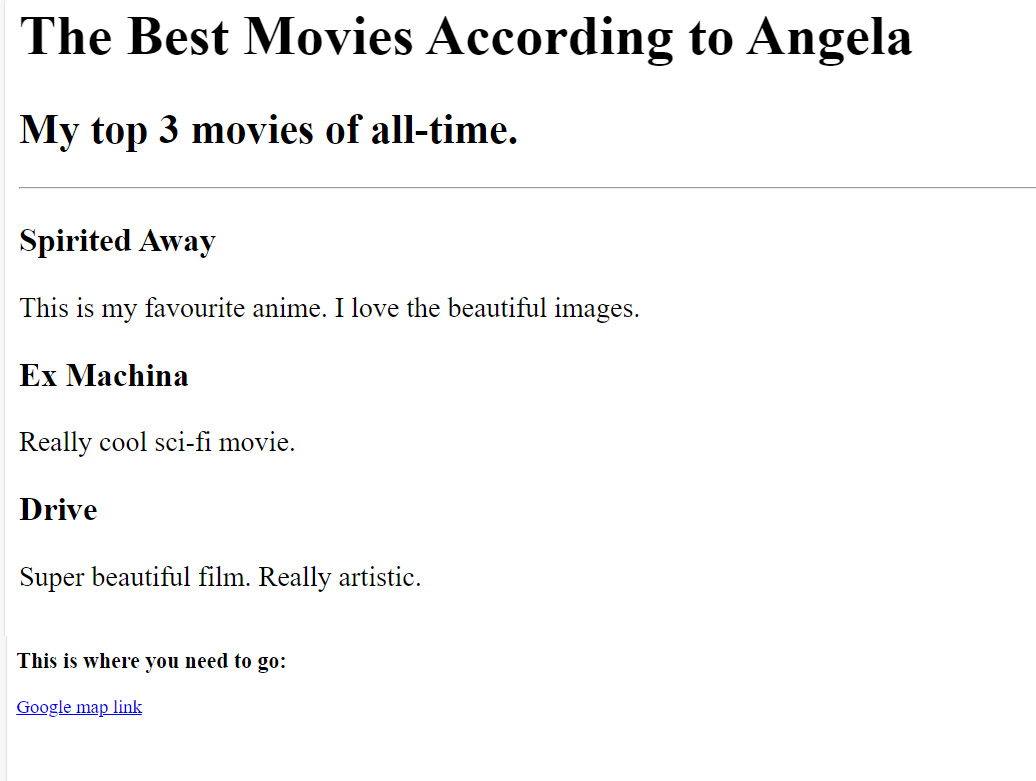 The Best Movies According to Angela
My top 3 movies of all-time.
Spirited Away
This is my favourite anime. I love the beautiful images.
Ex Machina
Really cool sci-fi movie.
Drive
Super beautiful film. Really artistic.
This is where you need to go:
Google map link